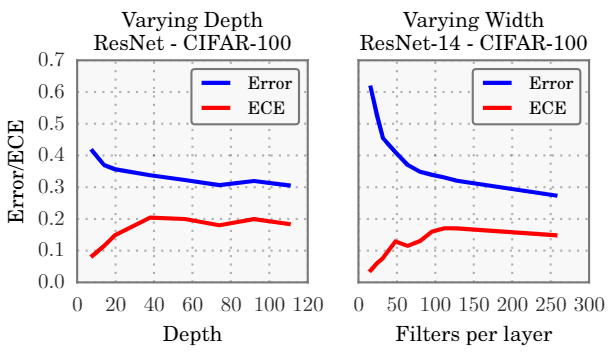 Varying Depth
ResNet - CIFAR-100
Varying Width
ResNet-14 - CIFAR-100
Error/ECE
0.7
0.6
0.5
0.4
0.3
0.2
0.1
0.0
Error
ECE
0 20 40 60 80 100 120
Depth
Error
ECE
0 50 100 150 200 250 300
Filters per layer